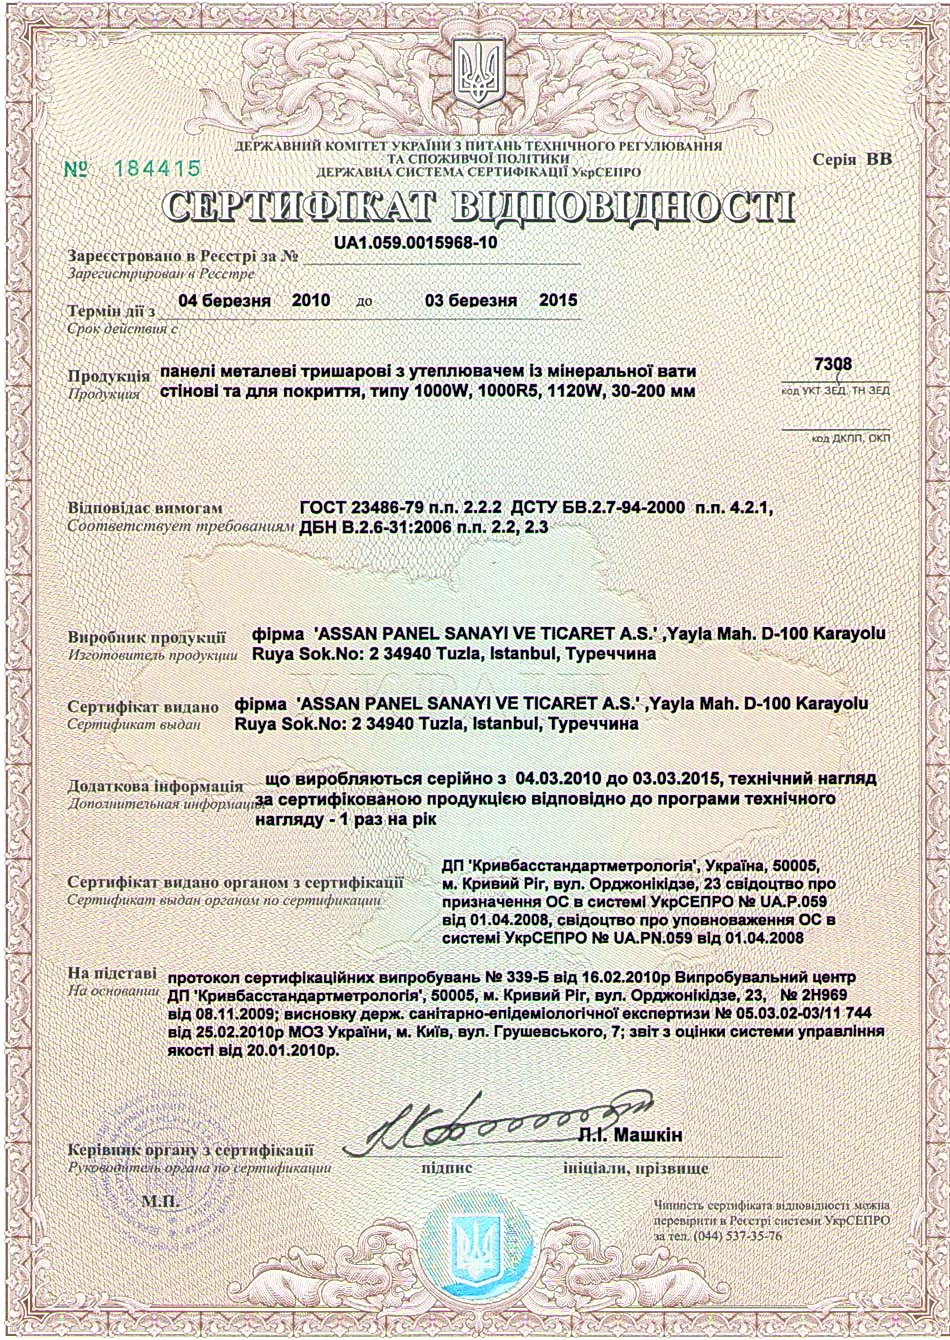 ДЕРЖАВНИЙ КОМІТЕТ УКРАЇНИ З ПИТАНЬ ТЕХНІЧНОГО РЕГУЛЮВАННЯ
ТА СПОЖИВЧОЇ ПОЛІТИКИ
ДЕРЖАВНА СИСТЕМА СЕРТИФІКАЦІЇ УкрСЕПРО
№ 184415
Серія ВВ
СЕРТИФІКАТ ВІДПОВІДНОСТІ
Зареєстровано в Реєстрі за № UA1.059.0015968-10
Зарегистрирован в Реестре
Термін дії з 04 березня 2010 до 03 березня 2015
Срок действия с
Продукція панелі металеві тришарові з утеплювачем із мінеральної вати
Продукция стінові та для покриття, типу 1000W, 1000R5, 1120W, 30-200 мм
7308
код УКТ ЗЕД, ТН ЗЕД
код ДКПП, ОКП
Відповідає вимогам ГОСТ 23486-79 п.п. 2.2.2 ДСТУ БВ.2.7-94-2000 п.п. 4.2.1,
Соответствует требованиям ДБН В.2.6-31:2006 п.п. 2.2, 2.3
Виробник продукції фірма 'ASSAN PANEL SANAYI VE TICARET A.S.' ,Yayla Mah. D-100 Karayolu
Изготовитель продукции Ruya Sok.No: 2 34940 Tuzla, Istanbul, Туреччина
Сертифікат видано фірма 'ASSAN PANEL SANAYI VE TICARET A.S.' ,Yayla Mah. D-100 Karayolu
Сертификат выдан Ruya Sok.No: 2 34940 Tuzla, Istanbul, Туреччина
Додаткова інформація що виробляються серійно з 04.03.2010 до 03.03.2015, технічний нагляд
Дополнительная информация за сертифікованою продукцією відповідно до програми технічного
нагляду - 1 раз на рік
ДП 'Кривбасстандартметрологія', Україна, 50005,
Сертифікат видано органом з сертифікації м. Кривий Ріг, вул. Орджонікідзе, 23 свідоцтво про
Сертификат выдан органом по сертификации призначення ОС в системі УкрСЕПРО № UA.P.059
від 01.04.2008, свідоцтво про уповноваження ОС в
системі УкрСЕПРО № UA.PN.059 від 01.04.2008
На підставі протокол сертифікаційних випробувань № 339-Б від 16.02.2010р Випробувальний центр
На основании ДП 'Кривбасстандартметрологія', 50005, м. Кривий Ріг, вул. Орджонікідзе, 23, № 2Н969
від 08.11.2009; висновку держ. санітарно-епідеміологічної експертизи № 05.03.02-03/11 744
від 25.02.2010р МОЗ України, м. Київ, вул. Грушевського, 7; звіт з оцінки системи управління
якості від 20.01.2010р.
Л.І. Машкін
Керівник органу з сертифікації
Руководитель органа по сертификации
підпис ініціали, прізвище
М.П.
Чинність сертифіката відповідності можна
перевірити в Реєстрі системи УкрСЕПРО
за тел. (044) 537-35-76